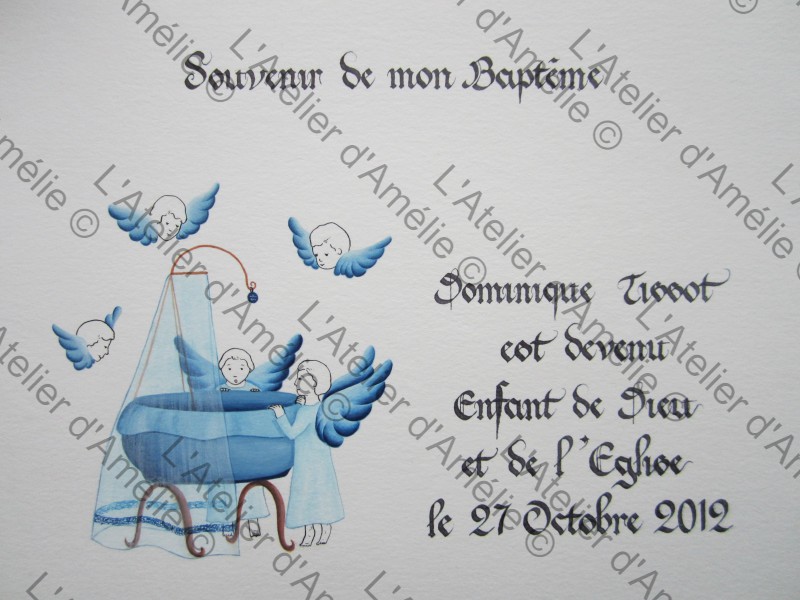 Souvenir de mon Baptême
Dominique Tissot
est devenu
Enfant de Dieu
et de l'Eglise
le 27 Octobre 2012
L'Atelier d'Amélie ©